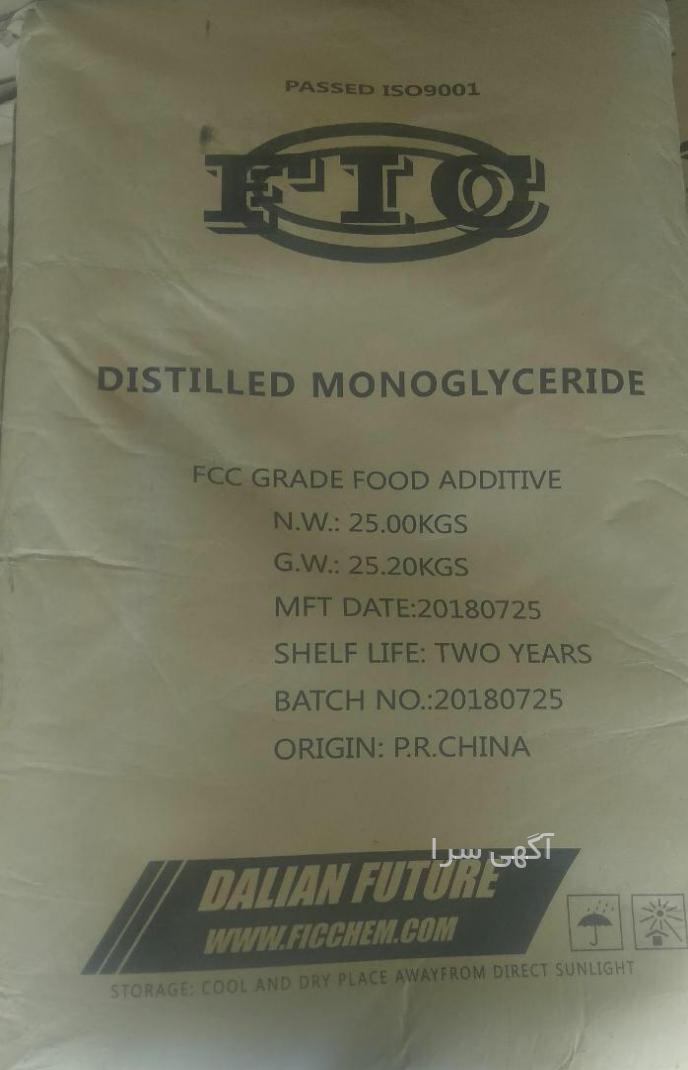 PASSED ISO9001
FIC
DISTILLED MONOGLYCERIDE
FCC GRADE FOOD ADDITIVE
N.W.: 25.00KGS
G.W.: 25.20KGS
MFT DATE:20180725
SHELF LIFE: TWO YEARS
BATCH NO.:20180725
ORIGIN: P.R.CHINA
آگهی سرا
DALIAN FUTURE
WWW.FICCHEM.COM
STORAGE: COOL AND DRY PLACE AWAYFROM DIRECT SUNLIGHT